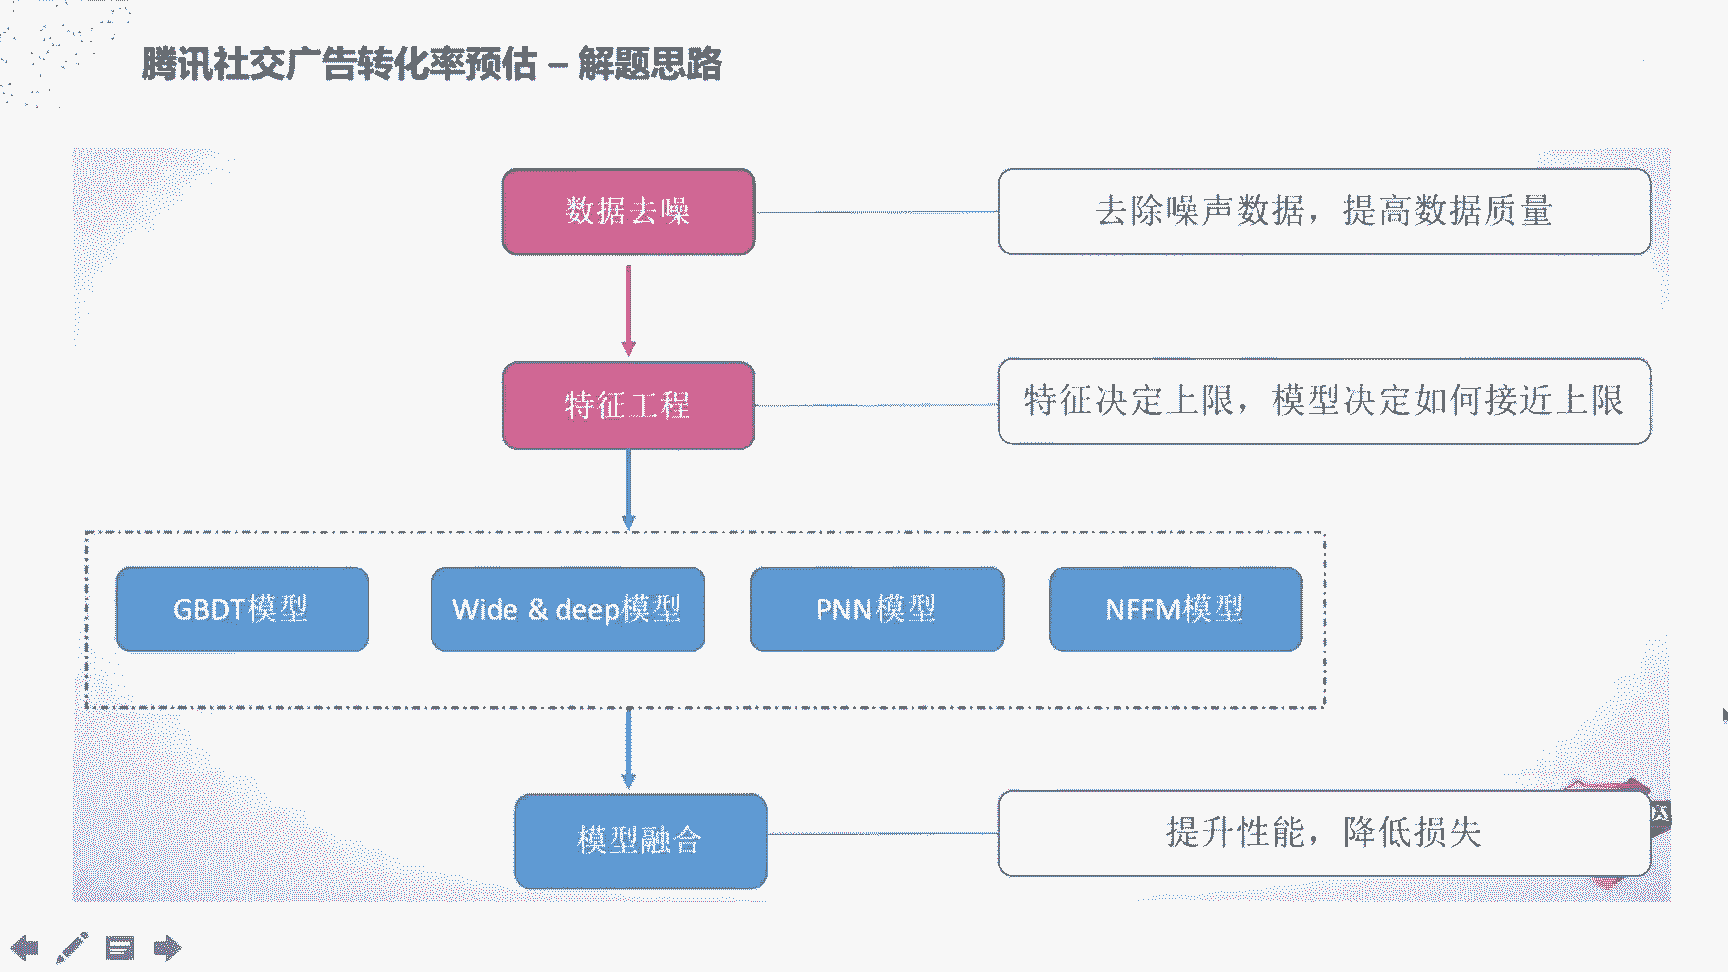 腾讯社交广告转化率预估 – 解题思路
数据去噪
去除噪声数据，提高数据质量
特征工程
特征决定上限，模型决定如何接近上限
GBDT模型
Wide & deep模型
PNN模型
NFFM模型
模型融合
提升性能，降低损失